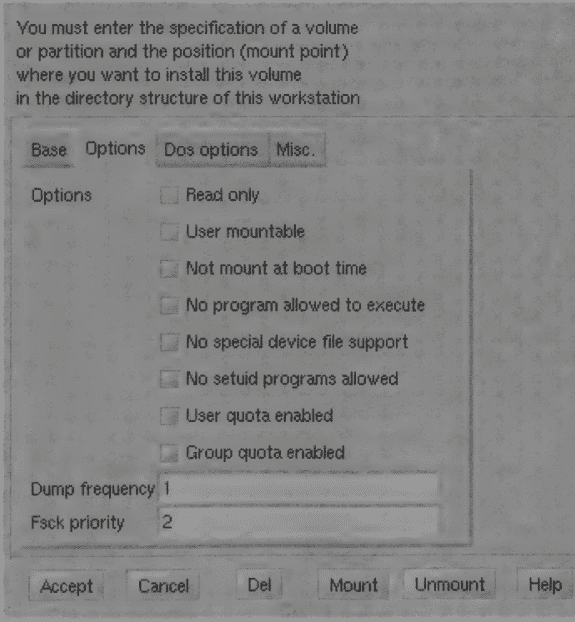 You must enter the specification of a volume
or partition and the position (mount point)
where you want to install this volume
in the directory structure of this workstation
Base Options Dos options Misc.
Options Read only
User mountable
Not mount at boot time
No program allowed to execute
No special device file support
No setuid programs allowed
User quota enabled
Group quota enabled
Dump frequency 1
Fsck priority 2
Accept Cancel Del Mount Unmount Help